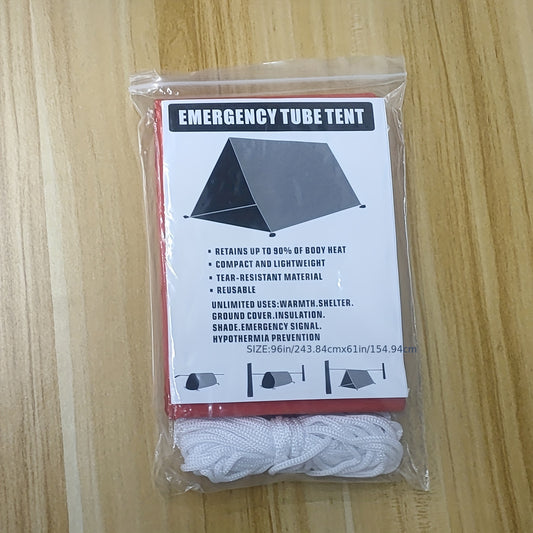 EMERGENCY TUBE TENT
▪ RETAINS UP TO 90% OF BODY HEAT
▪ COMPACT AND LIGHTWEIGHT
▪ TEAR-RESISTANT MATERIAL
▪ REUSABLE
UNLIMITED USES:WARMTH.SHELTER.
GROUND COVER.INSULATION.
SHADE.EMERGENCY SIGNAL.
HYPOTHERMIA PREVENTION
SIZE:96in/243.84cmx61in/154.94cm